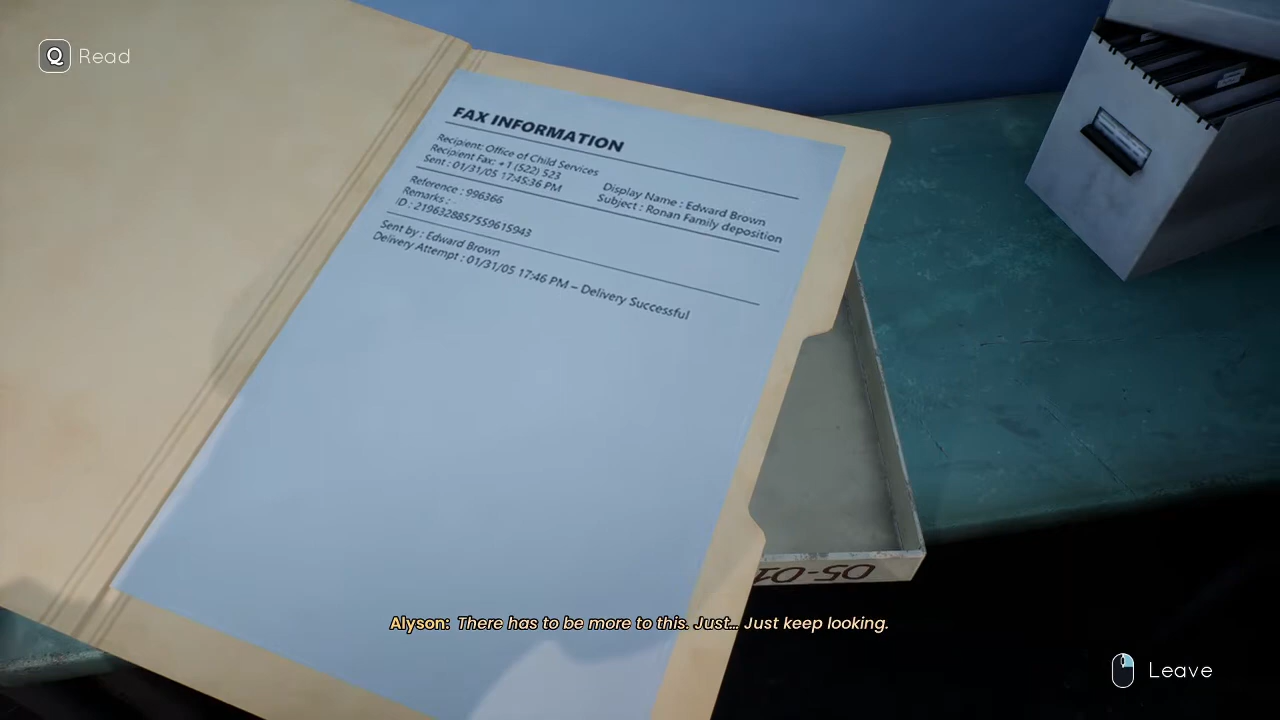 Q Read
FAX INFORMATION
Recipient: Office of Child Services
Recipient Fax: +1 (522) 523
Sent : 01/31/05 17:45:36 PM
Display Name : Edward Brown
Subject : Ronan Family deposition
Reference : 996366
Remarks :
ID : 2196328857559615943
Sent by : Edward Brown
Delivery Attempt : 01/31/05 17:46 PM – Delivery Successful
05-01
Alyson: There has to be more to this. Just... Just keep looking.
Leave